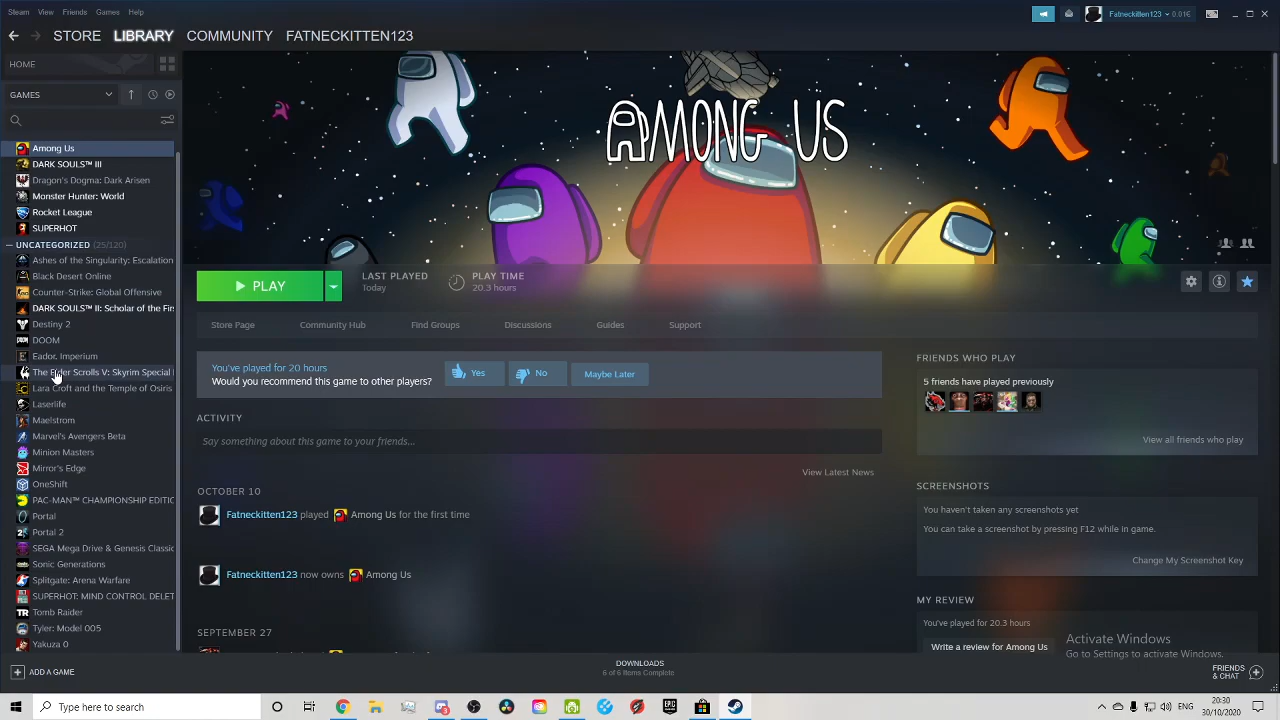 Steam View Friends Games Help
Fatneckitten123 0.91€
STORE LIBRARY COMMUNITY FATNECKITTEN123
HOME
GAMES
Among Us
DARK SOULS™ III
Dragon's Dogma: Dark Arisen
Monster Hunter: World
Rocket League
SUPERHOT
UNCATEGORIZED (25/120)
Ashes of the Singularity: Escalation
Black Desert Online
Counter-Strike: Global Offensive
DARK SOULS™ II: Scholar of the Firs
Destiny 2
DOOM
Eador. Imperium
The Elder Scrolls V: Skyrim Special
Lara Croft and the Temple of Osiris
Laserlife
Maelstrom
Marvel's Avengers Beta
Minion Masters
Mirror's Edge
OneShift
PAC-MAN™ CHAMPIONSHIP EDITIO
Portal
Portal 2
SEGA Mega Drive & Genesis Classic
Sonic Generations
Splitgate: Arena Warfare
SUPERHOT: MIND CONTROL DELET
Tomb Raider
Tyler: Model 005
Yakuza 0
ADD A GAME
AMONG US
PLAY
LAST PLAYED
Today
PLAY TIME
20.3 hours
Store Page Community Hub Find Groups Discussions Guides Support
You've played for 20 hours
Would you recommend this game to other players?
Yes No Maybe Later
ACTIVITY
Say something about this game to your friends...
View Latest News
OCTOBER 10
Fatneckitten123 played Among Us for the first time
Fatneckitten123 now owns Among Us
SEPTEMBER 27
FRIENDS WHO PLAY
5 friends have played previously
View all friends who play
SCREENSHOTS
You haven't taken any screenshots yet
You can take a screenshot by pressing F12 while in game.
Change My Screenshot Key
MY REVIEW
You've played for 20.3 hours
Write a review for Among Us
Activate Windows
Go to Settings to activate Windows.
DOWNLOADS
6 of 6 Items Complete
FRIENDS
& CHAT
Type here to search
ENG
20:30
30/10/2020